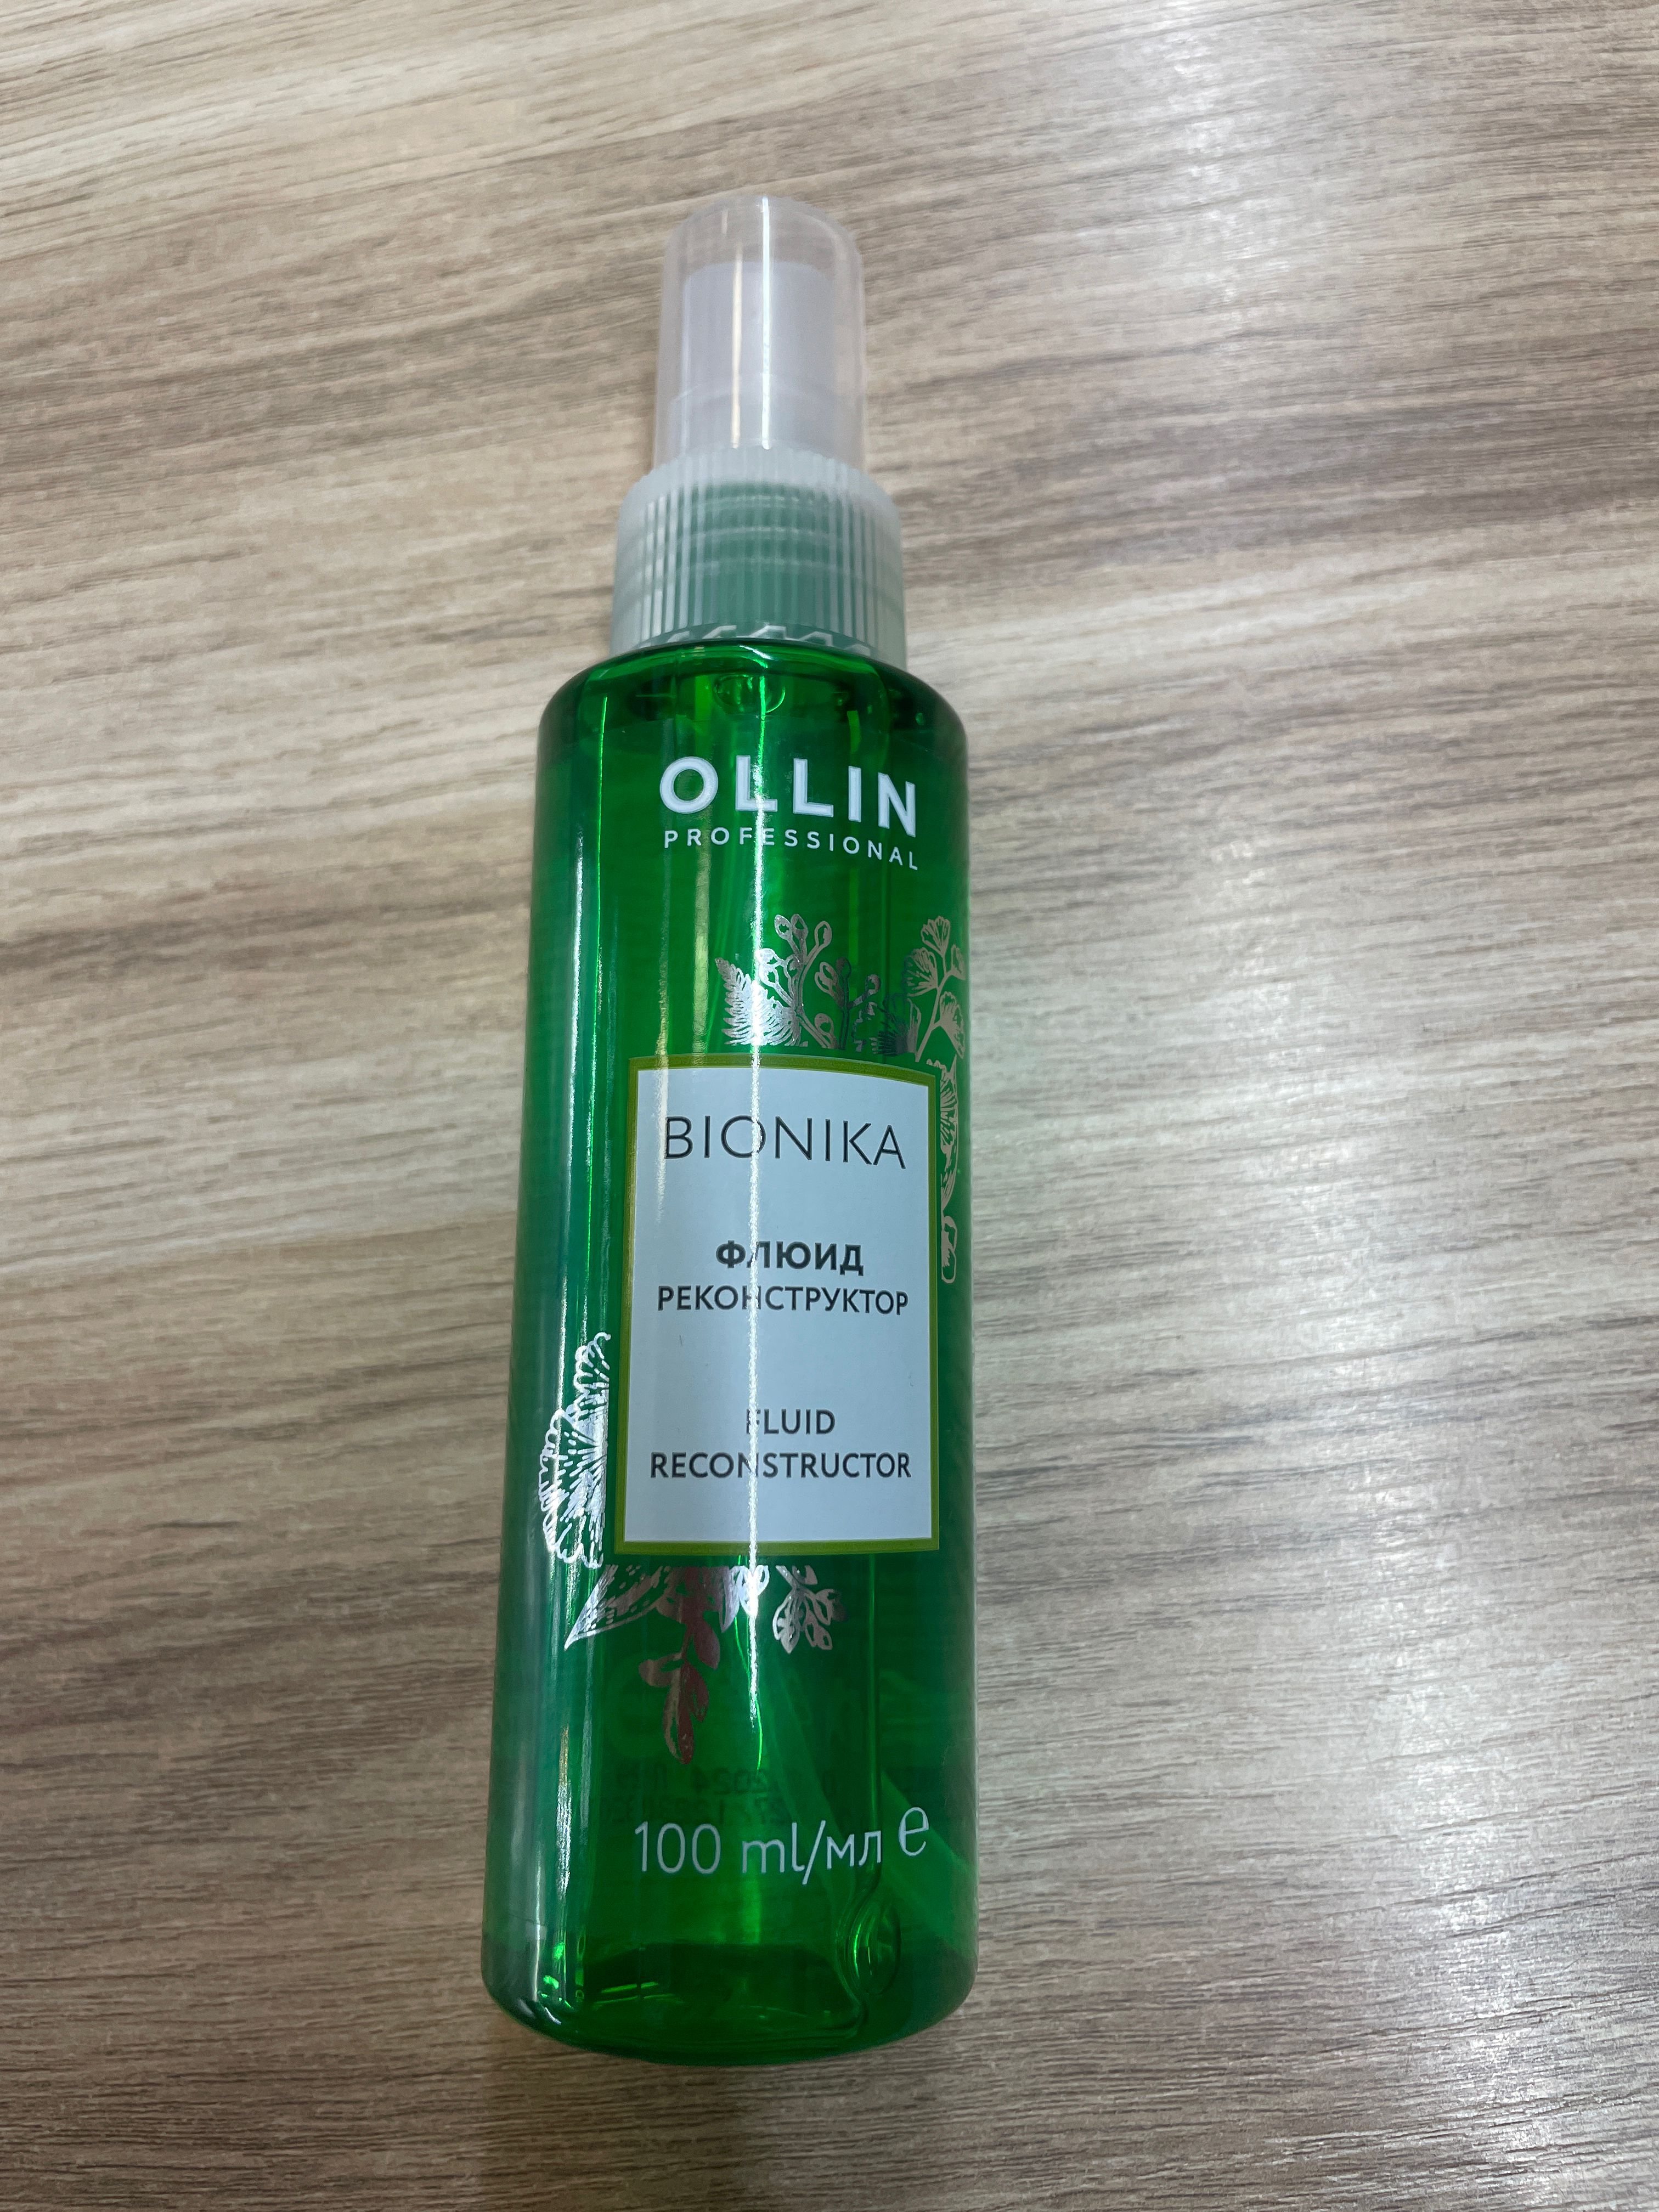 OLLIN
PROFESSIONAL
BIONIKA
ФЛЮИД
РЕКОНСТРУКТОР
FLUID
RECONSTRUCTOR
100 ml/мл ℮